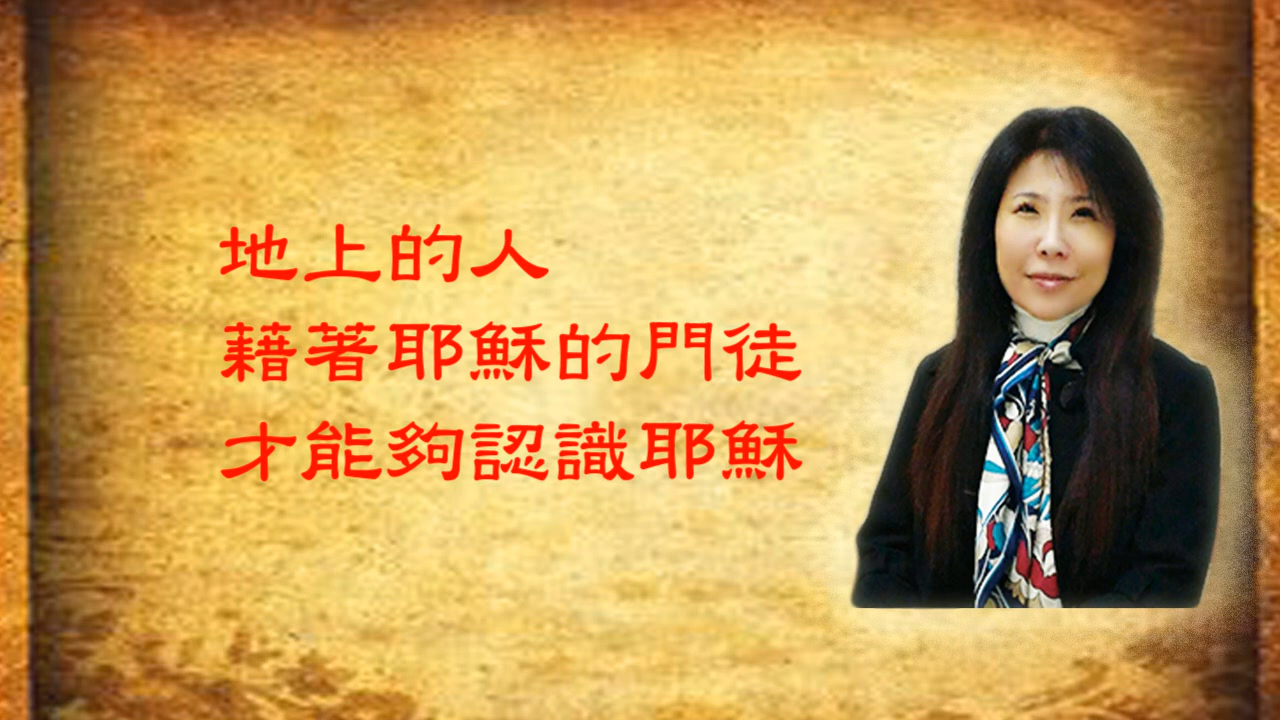 地上的人
藉著耶穌的門徒
才能夠認識耶穌